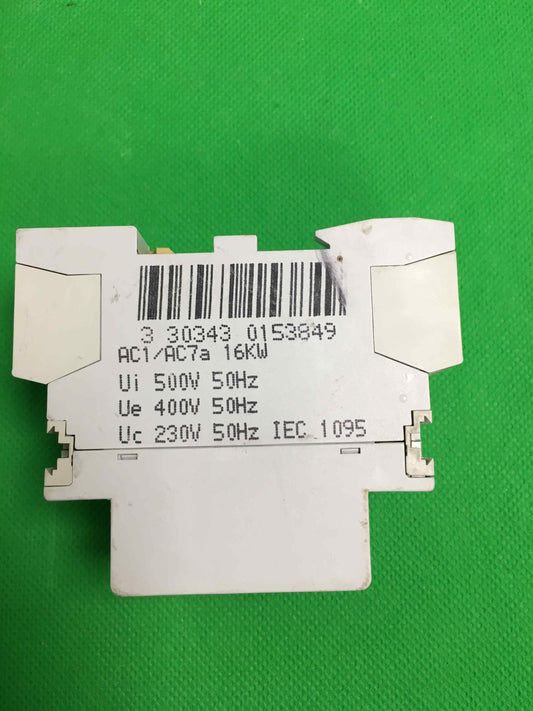 3 30343 0153849
AC1/AC7a 16KW
Ui 500V 50Hz
Ue 400V 50Hz
Uc 230V 50Hz IEC 1095